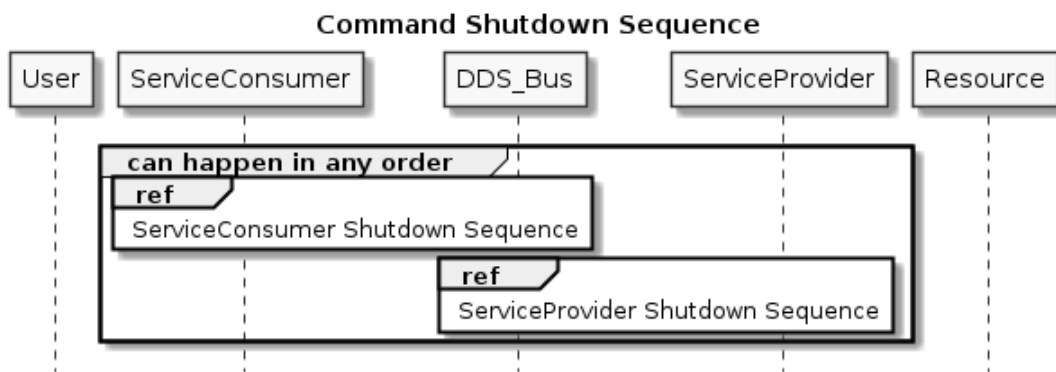 Command Shutdown Sequence
User ServiceConsumer DDS_Bus ServiceProvider Resource
can happen in any order
ref
ServiceConsumer Shutdown Sequence
ref
ServiceProvider Shutdown Sequence